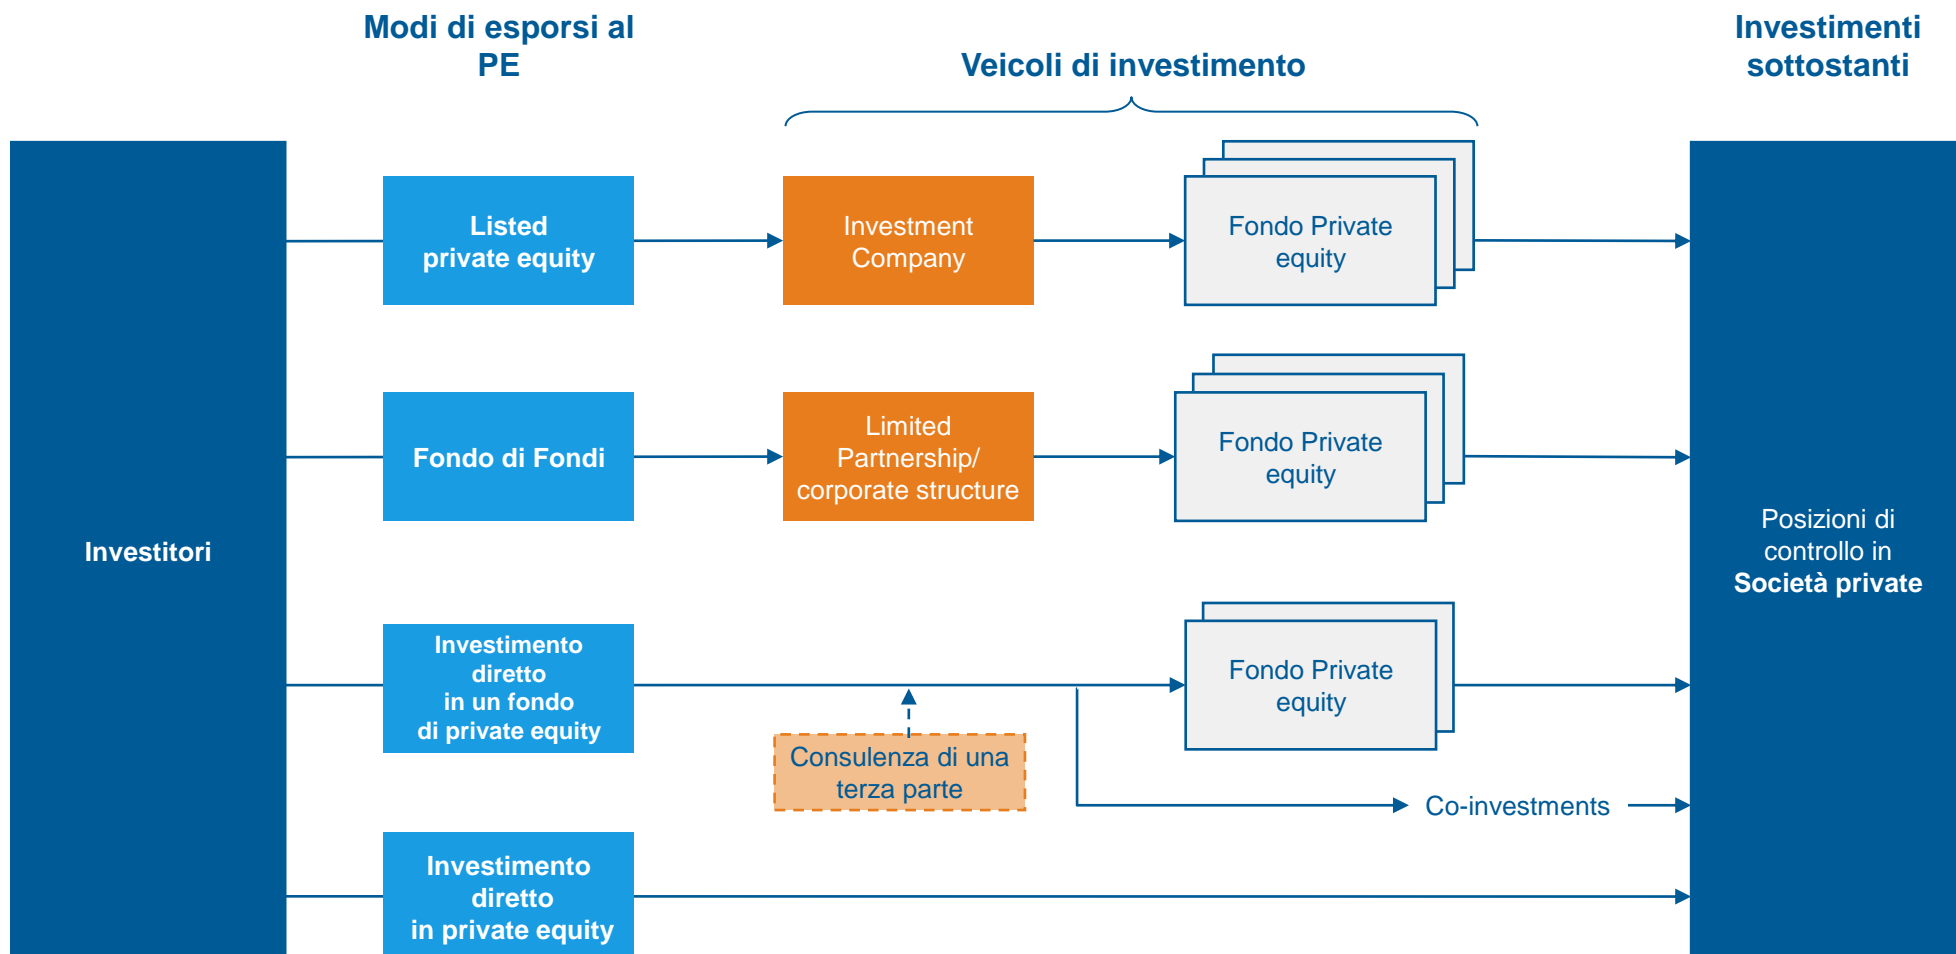 Modi di esporsi al
PE
Veicoli di investimento
Investimenti
sottostanti
Investitori
Listed
private equity
Investment
Company
Fondo Private
equity
Fondo di Fondi
Limited
Partnership/
corporate structure
Fondo Private
equity
Investimento
diretto
in un fondo
di private equity
Consulenza di una
terza parte
Fondo Private
equity
Co-investments
Investimento
diretto
in private equity
Posizioni di
controllo in
Società private